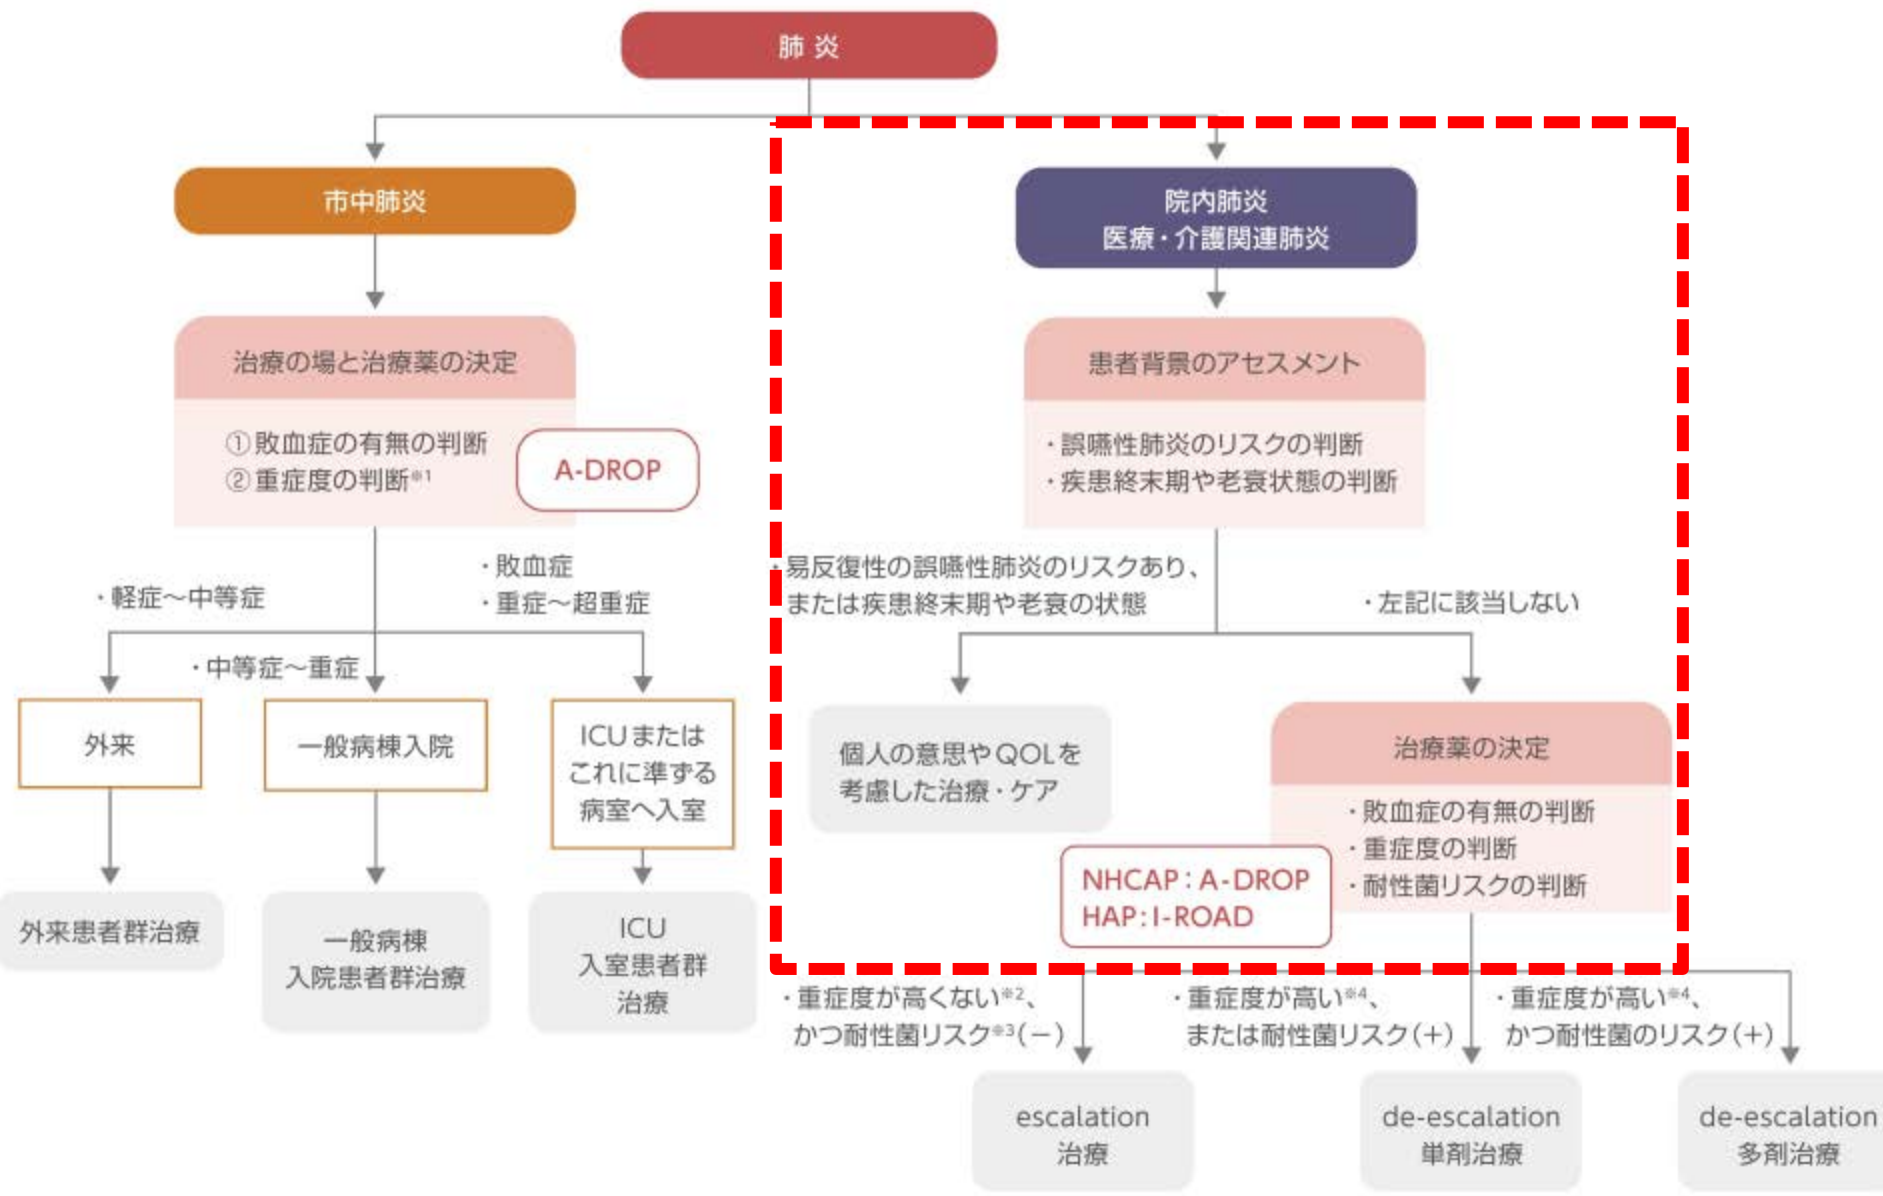 肺 炎
市中肺炎
治療の場と治療薬の決定
①敗血症の有無の判断
②重症度の判断※1
A-DROP
・軽症〜中等症
・敗血症
・重症〜超重症
・中等症〜重症
外来
一般病棟入院
ICUまたは
これに準ずる
病室へ入室
外来患者群治療
一般病棟
入院患者群治療
ICU
入室患者群
治療
院内肺炎
医療・介護関連肺炎
患者背景のアセスメント
・誤嚥性肺炎のリスクの判断
・疾患終末期や老衰状態の判断
・易反復性の誤嚥性肺炎のリスクあり、
または疾患終末期や老衰の状態
・左記に該当しない
個人の意思やQOLを
考慮した治療・ケア
治療薬の決定
・敗血症の有無の判断
・重症度の判断
・耐性菌リスクの判断
NHCAP：A-DROP
HAP：I-ROAD
・重症度が高くない※2、
かつ耐性菌リスク※3（－）
・重症度が高い※4、
または耐性菌リスク（＋）
・重症度が高い※4、
かつ耐性菌のリスク（＋）
escalation
治療
de-escalation
単剤治療
de-escalation
多剤治療